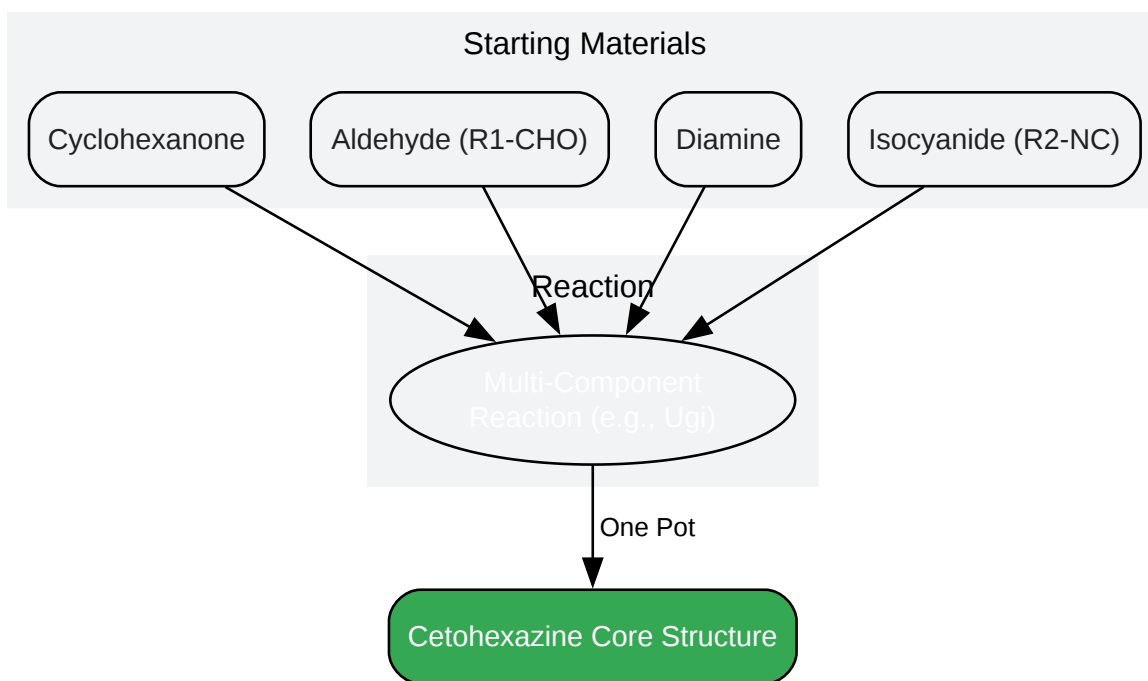 Starting Materials
Cyclohexanone
Aldehyde (R1-CHO)
Diamine
Isocyanide (R2-NC)
Reaction
Multi-Component
Reaction (e.g., Ugi)
One Pot
Cetohexazine Core Structure